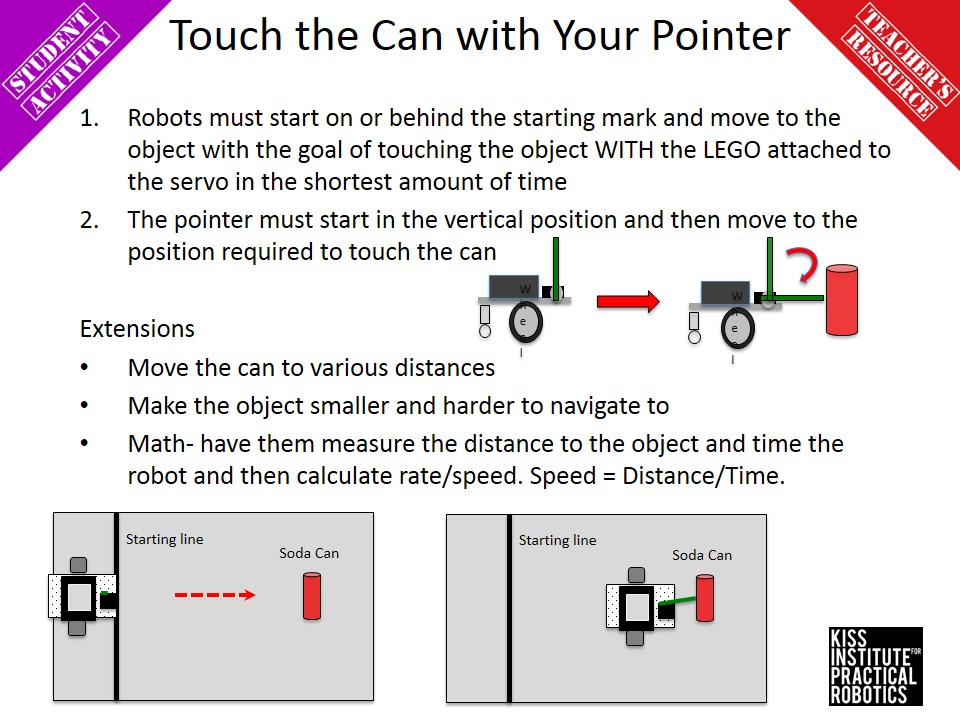 STUDENT
ACTIVITY
TEACHER'S
RESOURCE
Touch the Can with Your Pointer
1. Robots must start on or behind the starting mark and move to the
object with the goal of touching the object WITH the LEGO attached to
the servo in the shortest amount of time
2. The pointer must start in the vertical position and then move to the
position required to touch the can
Extensions
• Move the can to various distances
• Make the object smaller and harder to navigate to
• Math- have them measure the distance to the object and time the
robot and then calculate rate/speed. Speed = Distance/Time.
Starting line
Soda Can
Starting line
Soda Can
KISS
INSTITUTE FOR
PRACTICAL
ROBOTICS